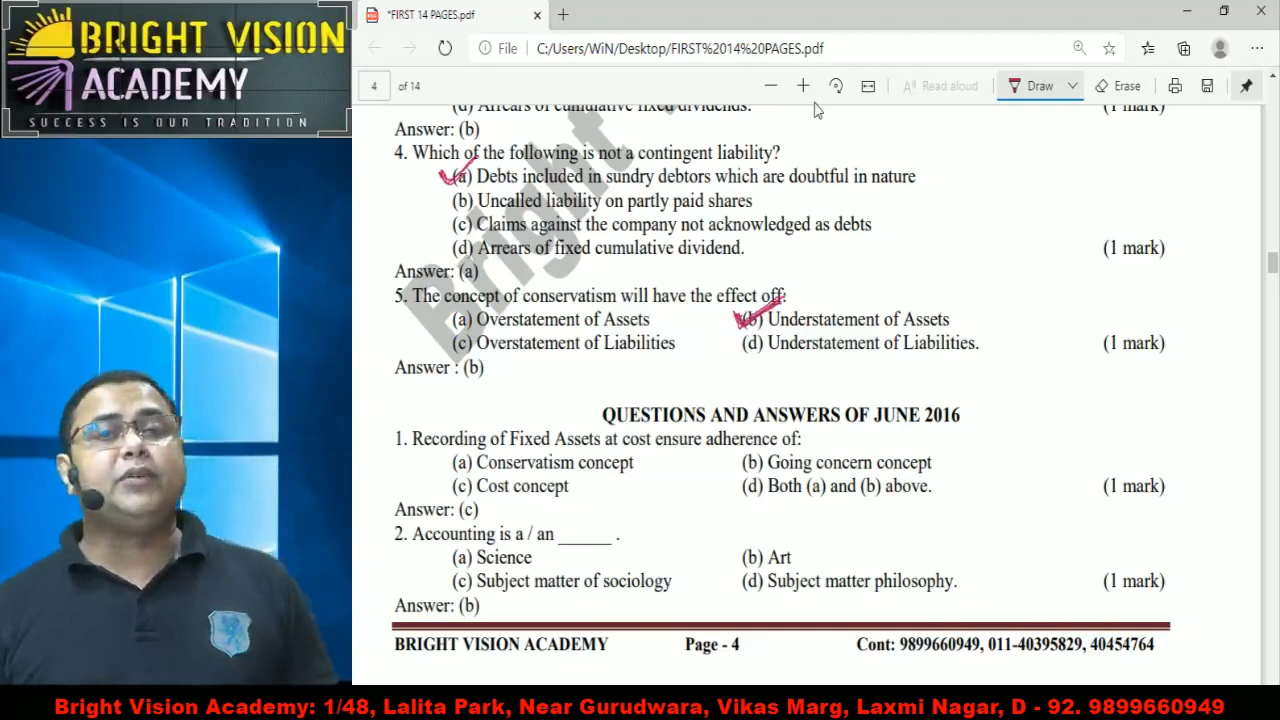 BRIGHT VISION
ACADEMY
SUCCESS IS OUR TRADITION
*FIRST 14 PAGES.pdf
File C:/Users/WiN/Desktop/FIRST%2014%20PAGES.pdf
4 of 14 Read aloud Draw Erase
(d) Arrears of cumulative fixed dividends. (1 mark)
Answer: (b)
4. Which of the following is not a contingent liability?
(a) Debts included in sundry debtors which are doubtful in nature
(b) Uncalled liability on partly paid shares
(c) Claims against the company not acknowledged as debts
(d) Arrears of fixed cumulative dividend. (1 mark)
Answer: (a)
5. The concept of conservatism will have the effect off:
(a) Overstatement of Assets (b) Understatement of Assets
(c) Overstatement of Liabilities (d) Understatement of Liabilities. (1 mark)
Answer : (b)
QUESTIONS AND ANSWERS OF JUNE 2016
1. Recording of Fixed Assets at cost ensure adherence of:
(a) Conservatism concept (b) Going concern concept
(c) Cost concept (d) Both (a) and (b) above. (1 mark)
Answer: (c)
2. Accounting is a / an ______ .
(a) Science (b) Art
(c) Subject matter of sociology (d) Subject matter philosophy. (1 mark)
Answer: (b)
BRIGHT VISION ACADEMY Page - 4 Cont: 9899660949, 011-40395829, 40454764
Bright
Bright Vision Academy: 1/48, Lalita Park, Near Gurudwara, Vikas Marg, Laxmi Nagar, D - 92. 9899660949